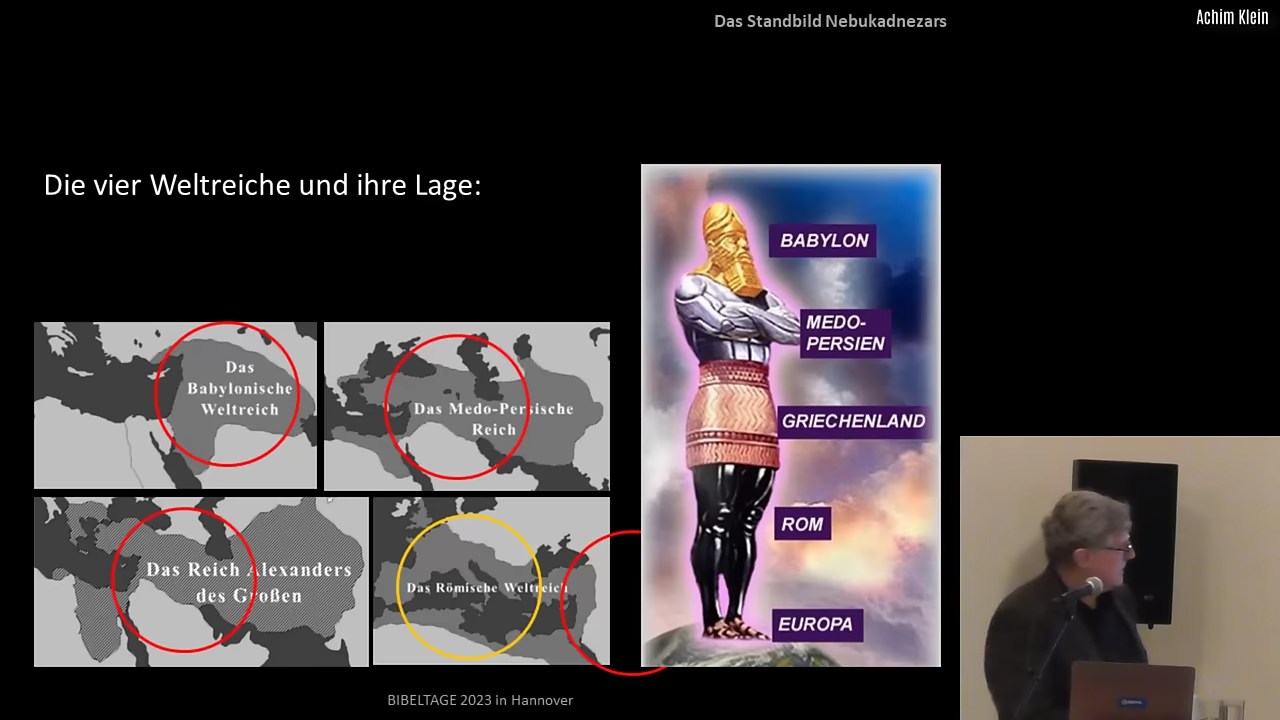 Das Standbild Nebukadnezars
Achim Klein
Die vier Weltreiche und ihre Lage:
BABYLON
MEDO-
PERSIEN
GRIECHENLAND
ROM
EUROPA
Das
Babylonische
Weltreich
Das Medo-Persische
Reich
Das Reich Alexanders
des Großen
Das Römische Weltreich
BIBELTAGE 2023 in Hannover